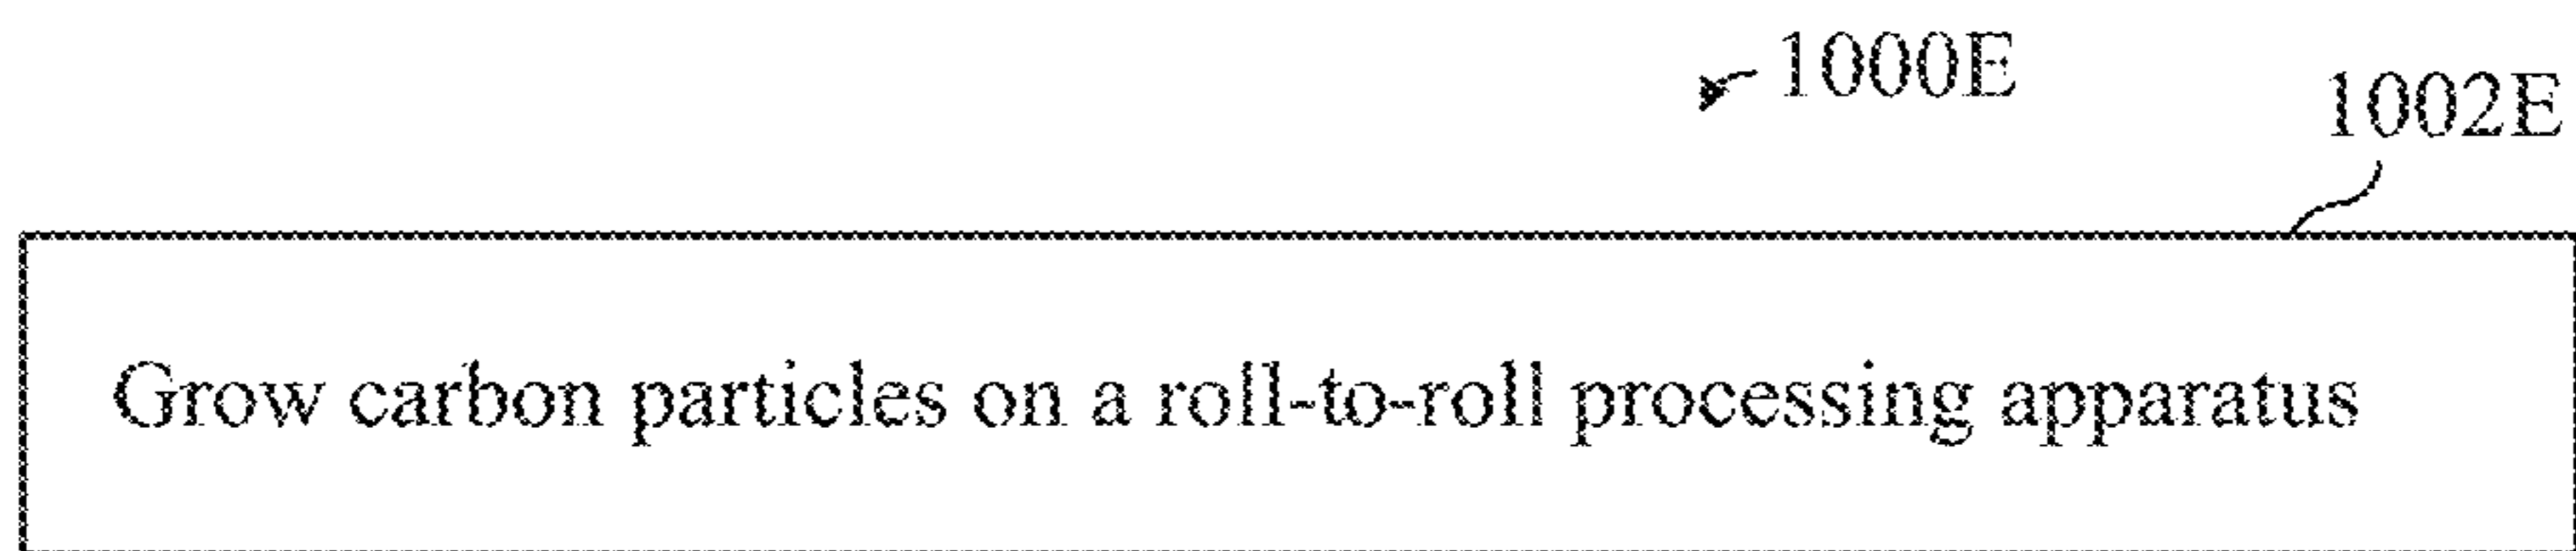 1000E
1002E
Grow carbon particles on a roll-to-roll processing apparatus